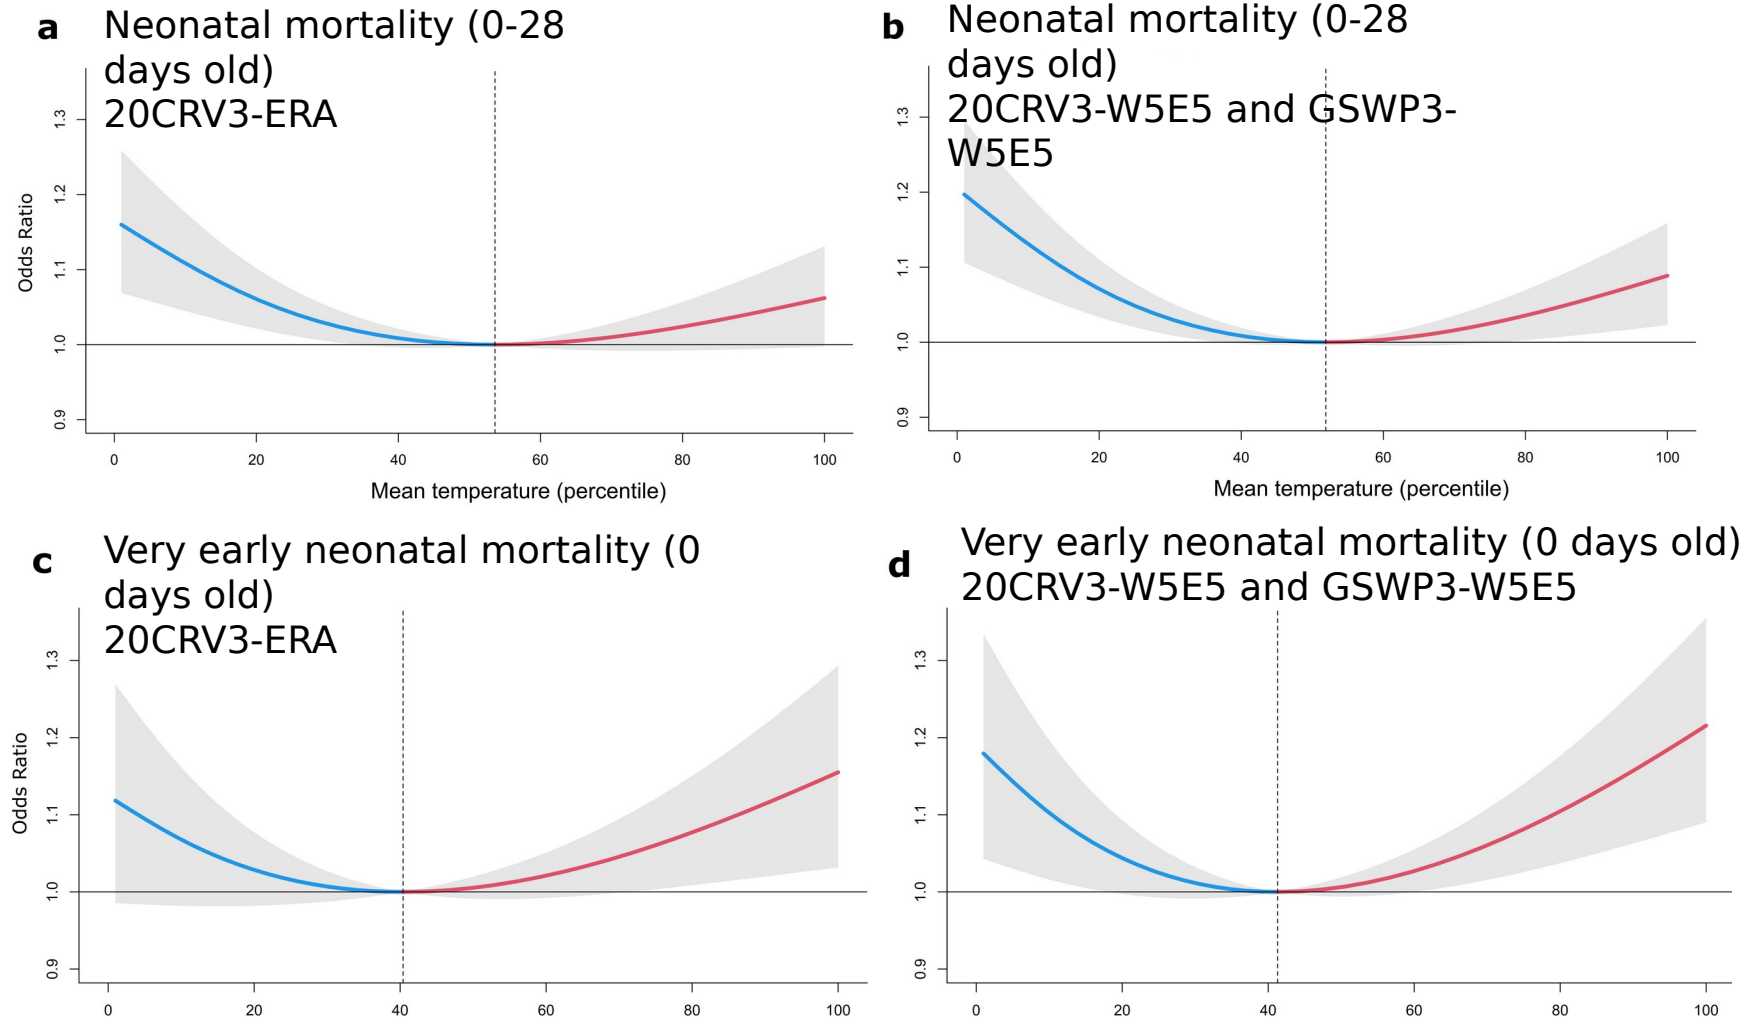 a
Neonatal mortality (0-28
days old)
20CRV3-ERA
Odds Ratio
1.3
1.2
1.1
1.0
0.9
0 20 40 60 80 100
Mean temperature (percentile)
b
Neonatal mortality (0-28
days old)
20CRV3-W5E5 and GSWP3-
W5E5
1.3
1.2
1.1
1.0
0.9
0 20 40 60 80 100
Mean temperature (percentile)
c
Very early neonatal mortality (0
days old)
20CRV3-ERA
Odds Ratio
1.3
1.2
1.1
1.0
0.9
0 20 40 60 80 100
d
Very early neonatal mortality (0 days old)
20CRV3-W5E5 and GSWP3-W5E5
1.3
1.2
1.1
1.0
0.9
0 20 40 60 80 100